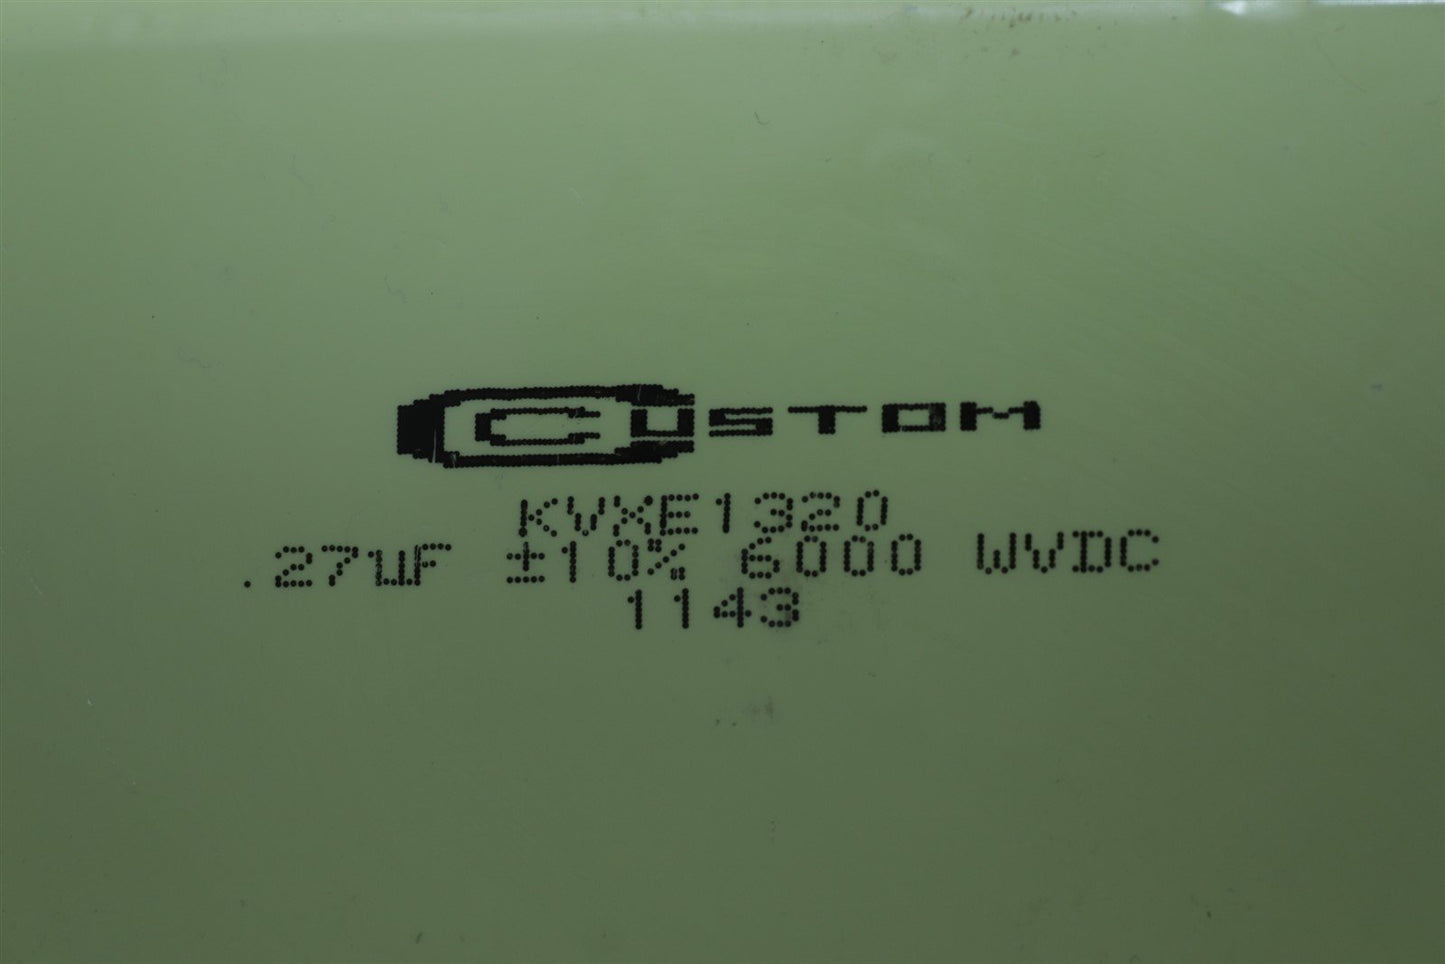 CUSTOM
KVXE1320
.27uF ±10% 6000 WVDC
1143